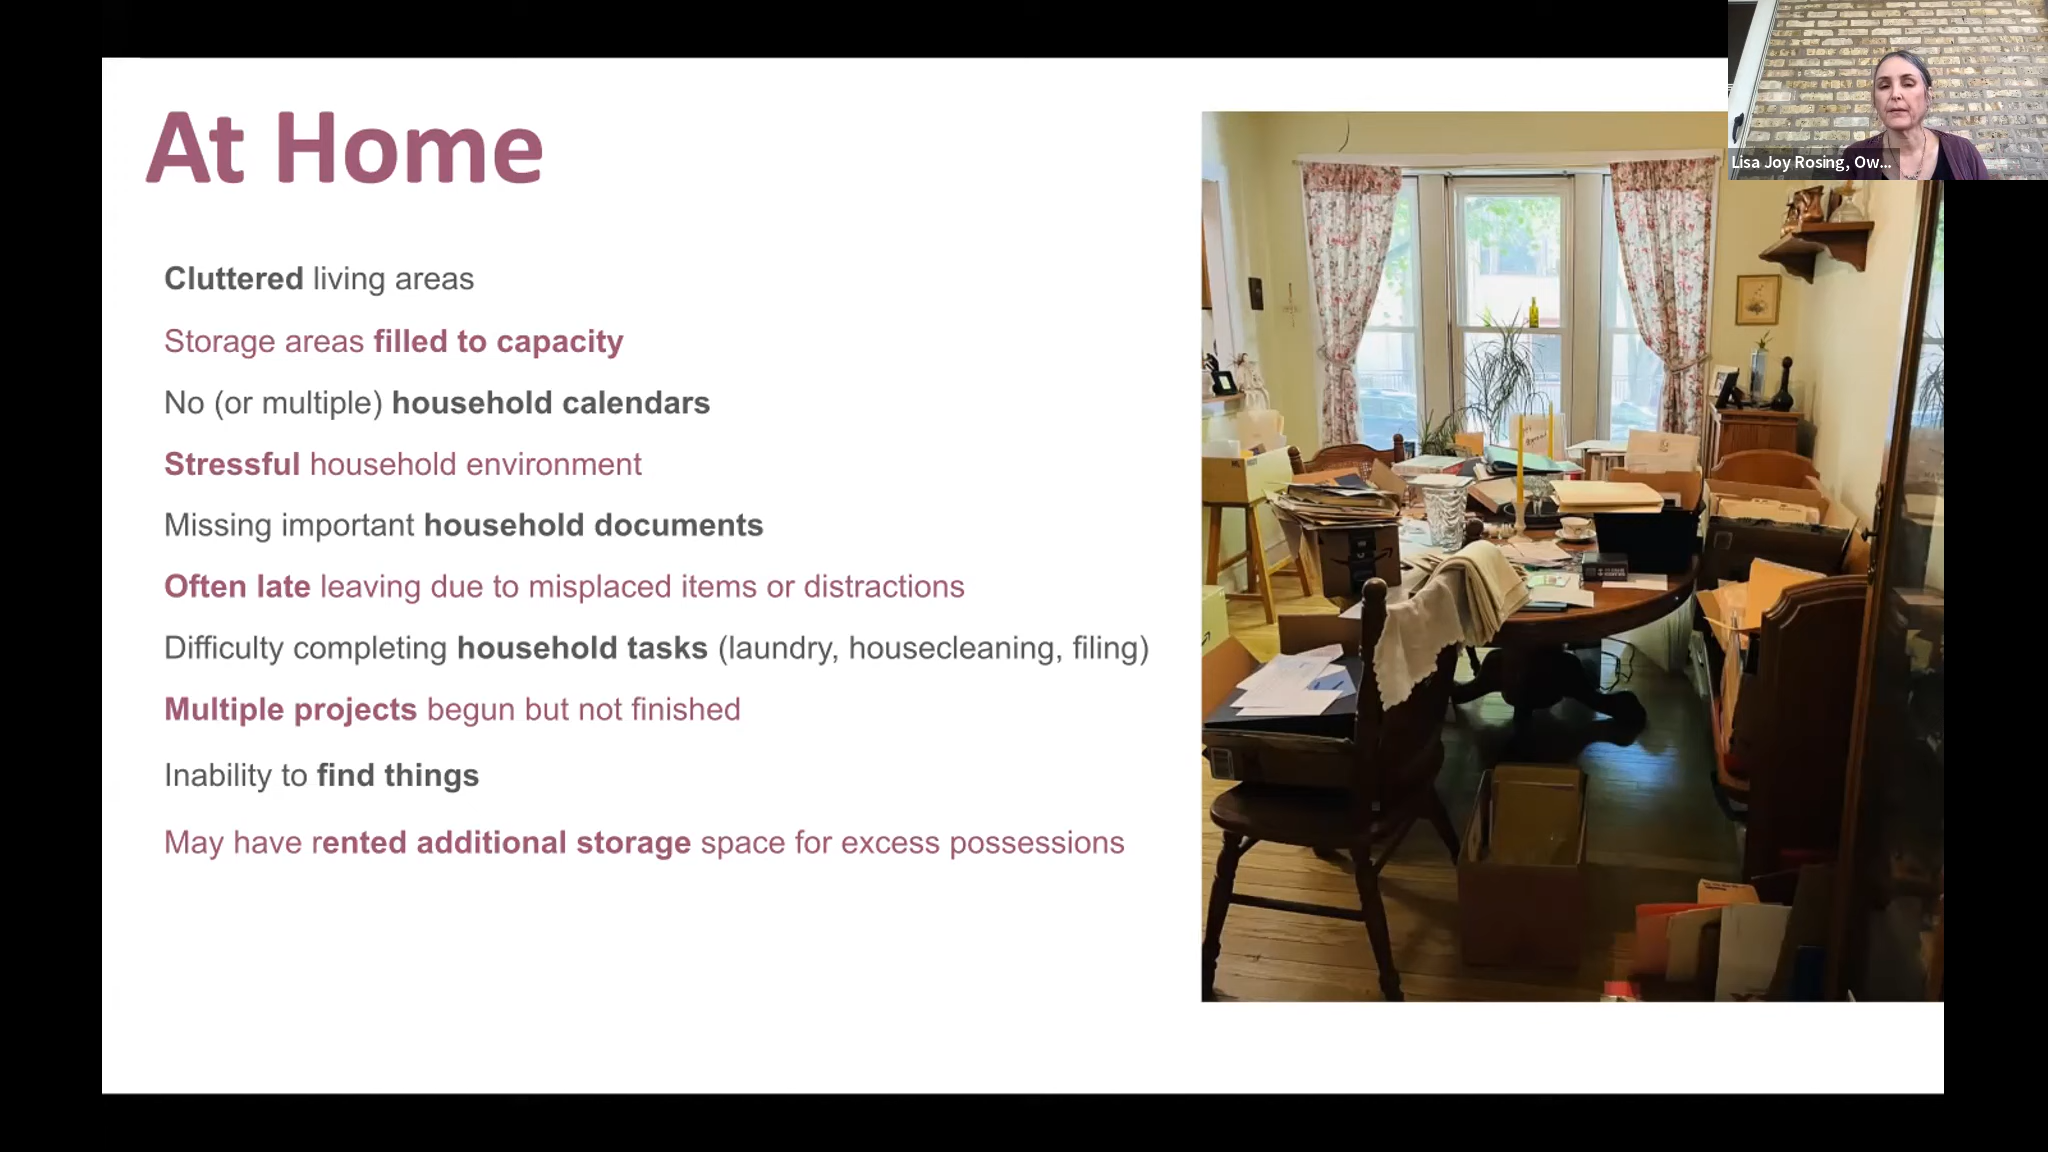 At Home
Cluttered living areas
Storage areas filled to capacity
No (or multiple) household calendars
Stressful household environment
Missing important household documents
Often late leaving due to misplaced items or distractions
Difficulty completing household tasks (laundry, housecleaning, filing)
Multiple projects begun but not finished
Inability to find things
May have rented additional storage space for excess possessions
Lisa Joy Rosing, Ow...